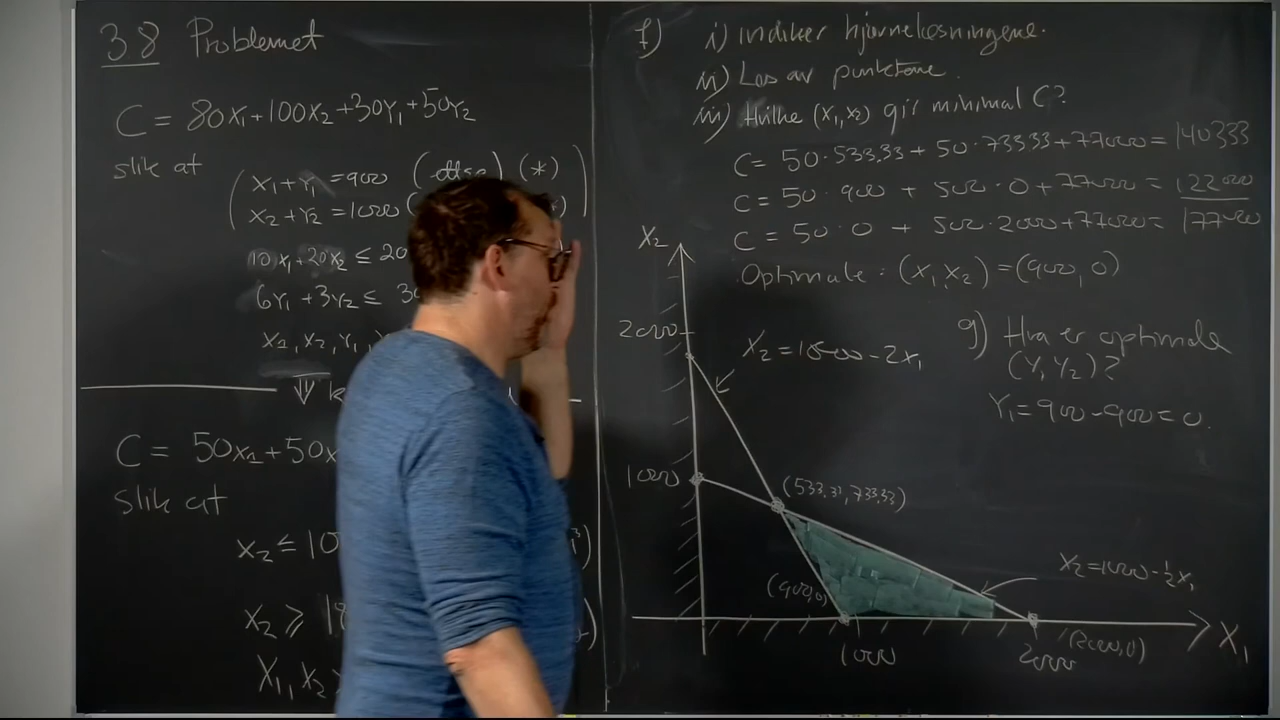 38 Problemet
C = 80x₁+100x₂+30Y₁+50Y₂
slik at
x₁+Y₁ =900 (*)
x₂+Y₂ =1000
10x₁+20x₂ ≤ 20
6Y₁+3Y₂ ≤ 30
x₁, x₂, Y₁,
⇓
C = 50x₁+50x
slik at
x₂ ≤ 10
x₂ ⩾ 18
X₁, X₂
f) i) indiker hjørneløsningene.
ii) Les av punktene.
iii) Hvilke (x₁,x₂) gir minimal C?
C= 50·533.33 + 50·733.33+77000=140333
C= 50· 900 + 500·0+77000= 122000
C= 50·0 + 500·2000+77000= 177000
Optimale : (x₁,x₂)=(900,0)
g) Hva er optimale
(Y₁,Y₂)?
Y₁=900-900=0.
X₂
2000
X₂=1800-2x₁
1000
(533.33,733.33)
X₂=1000-½x₁
(900,0)
1000
2000
(2000,0)
X₁